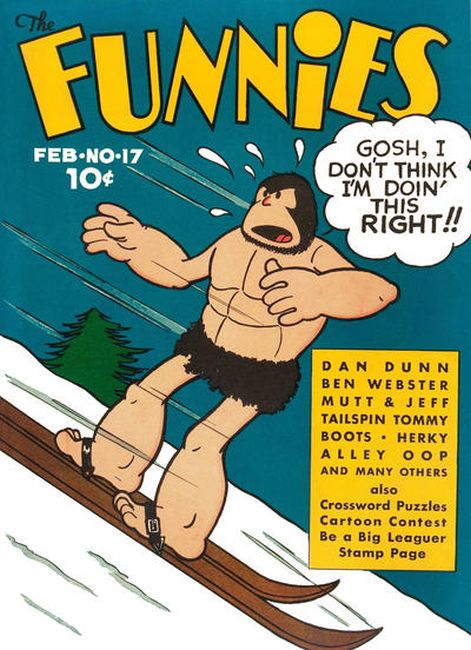 The
FUNNiES
FEB•NO•17
10¢
GOSH, I
DON'T THINK
I'M DOIN'
THIS
RIGHT!!
DAN DUNN
BEN WEBSTER
MUTT & JEFF
TAILSPIN TOMMY
BOOTS • HERKY
ALLEY OOP
AND MANY OTHERS
also
Crossword Puzzles
Cartoon Contest
Be a Big Leaguer
Stamp Page